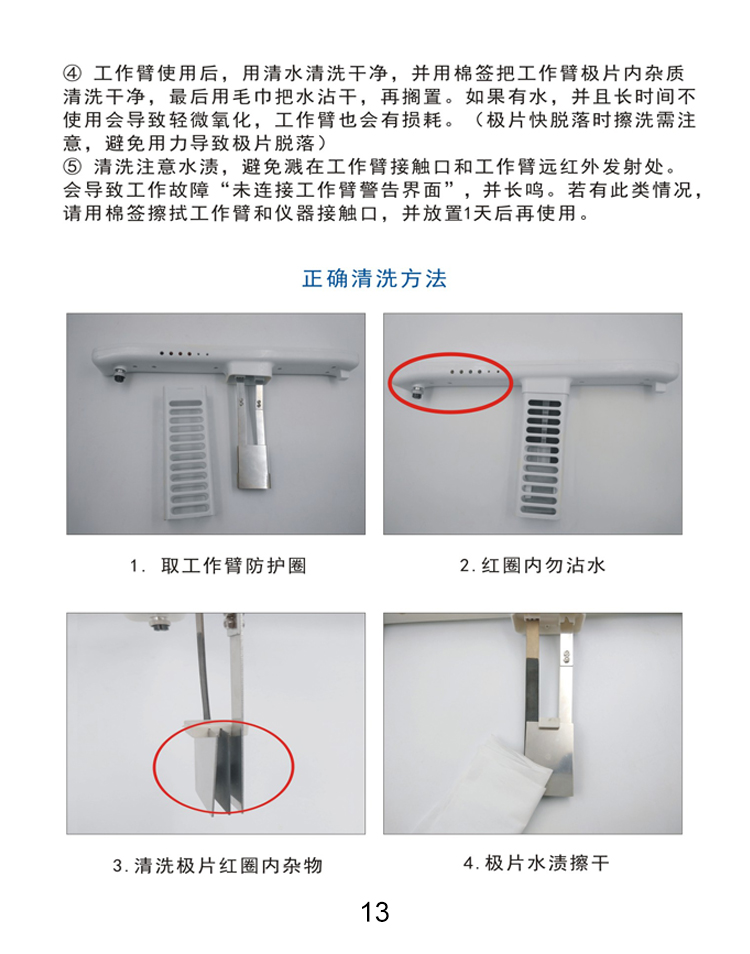 ④ 工作臂使用后，用清水清洗干净，并用棉签把工作臂极片内杂质
清洗干净，最后用毛巾把水沾干，再搁置。如果有水，并且长时间不
使用会导致轻微氧化，工作臂也会有损耗。（极片快脱落时擦洗需注
意，避免用力导致极片脱落）
⑤ 清洗注意水渍，避免溅在工作臂接触口和工作臂远红外发射处。
会导致工作故障“未连接工作臂警告界面”，并长鸣。若有此类情况，
请用棉签擦拭工作臂和仪器接触口，并放置1天后再使用。
正确清洗方法
1. 取工作臂防护圈
2.红圈内勿沾水
3.清洗极片红圈内杂物
4.极片水渍擦干
13